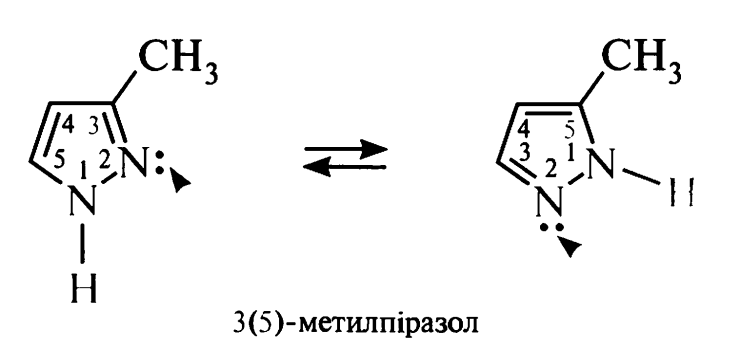 CH3 CH3
4 3 4 5
5 1 2 N: 3 2 1 N
N N H
H
3(5)-метилпіразол